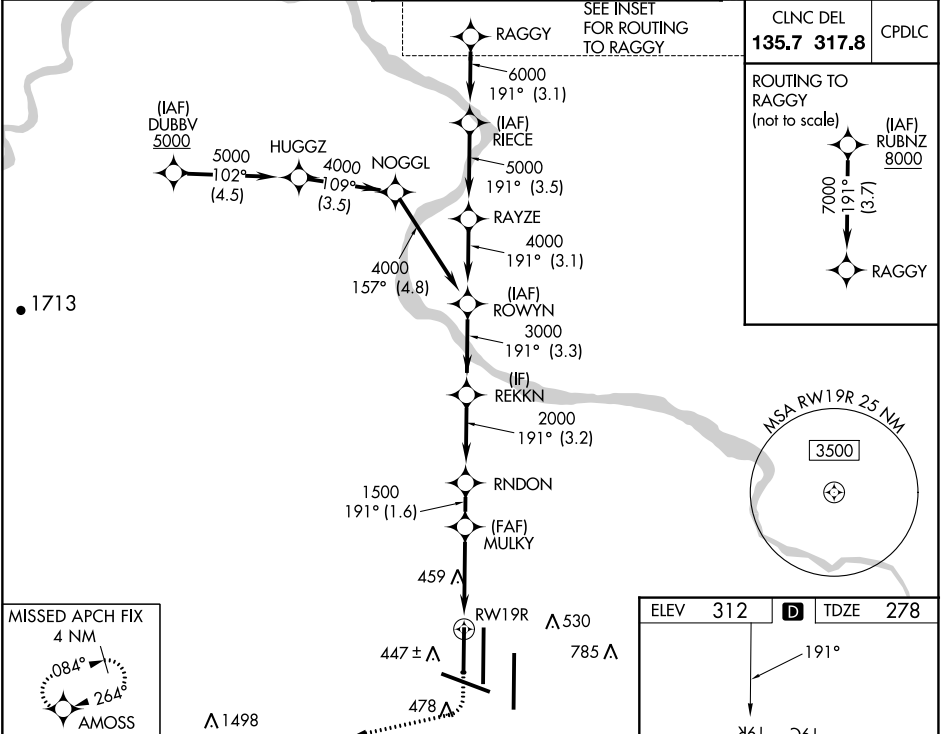 SEE INSET
FOR ROUTING
TO RAGGY
RAGGY
6000
191° (3.1)
(IAF)
RIECE
5000
191° (3.5)
RAYZE
4000
191° (3.1)
(IAF)
ROWYN
3000
191° (3.3)
(IF)
REKKN
2000
191° (3.2)
RNDON
1500
191° (1.6)
(FAF)
MULKY
459
RW19R
530
447 ±
785
478
1498
(IAF)
DUBBV
5000
5000
102°
(4.5)
HUGGZ
4000
109°
(3.5)
NOGGL
4000
157° (4.8)
1713
CLNC DEL
135.7 317.8
CPDLC
ROUTING TO
RAGGY
(not to scale)
(IAF)
RUBNZ
8000
7000
191°
(3.7)
RAGGY
MSA RW19R 25 NM
3500
MISSED APCH FIX
4 NM
084°
264°
AMOSS
ELEV 312
D
TDZE 278
191°